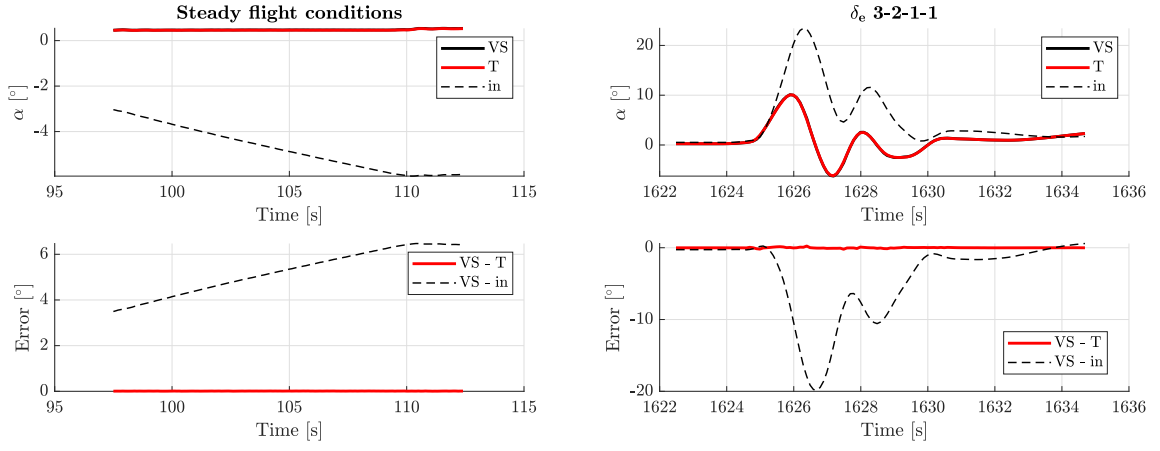 Steady flight conditions
0
-2
-4
α [°]
VS
T
in
95 100 105 110 115
Time [s]
6
4
2
0
Error [°]
VS - T
VS - in
95 100 105 110 115
Time [s]
δe 3-2-1-1
20
10
0
α [°]
VS
T
in
1622 1624 1626 1628 1630 1632 1634 1636
Time [s]
0
-10
-20
Error [°]
VS - T
VS - in
1622 1624 1626 1628 1630 1632 1634 1636
Time [s]